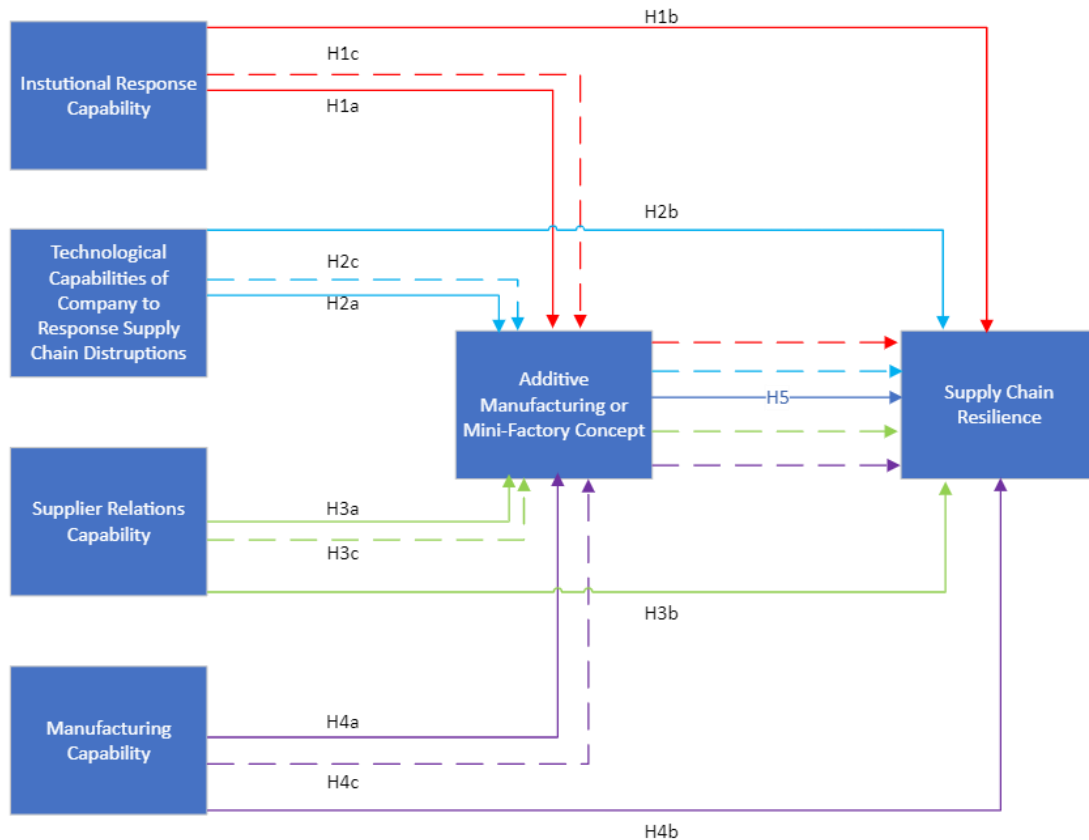 H1b
H1c
Instutional Response
Capability
H1a
H2b
Technological
Capabilities of
Company to
Response Supply
Chain Distruptions
H2c
H2a
Additive
Manufacturing or
Mini-Factory Concept
H5
Supply Chain
Resilience
Supplier Relations
Capability
H3a
H3c
H3b
Manufacturing
Capability
H4a
H4c
H4b